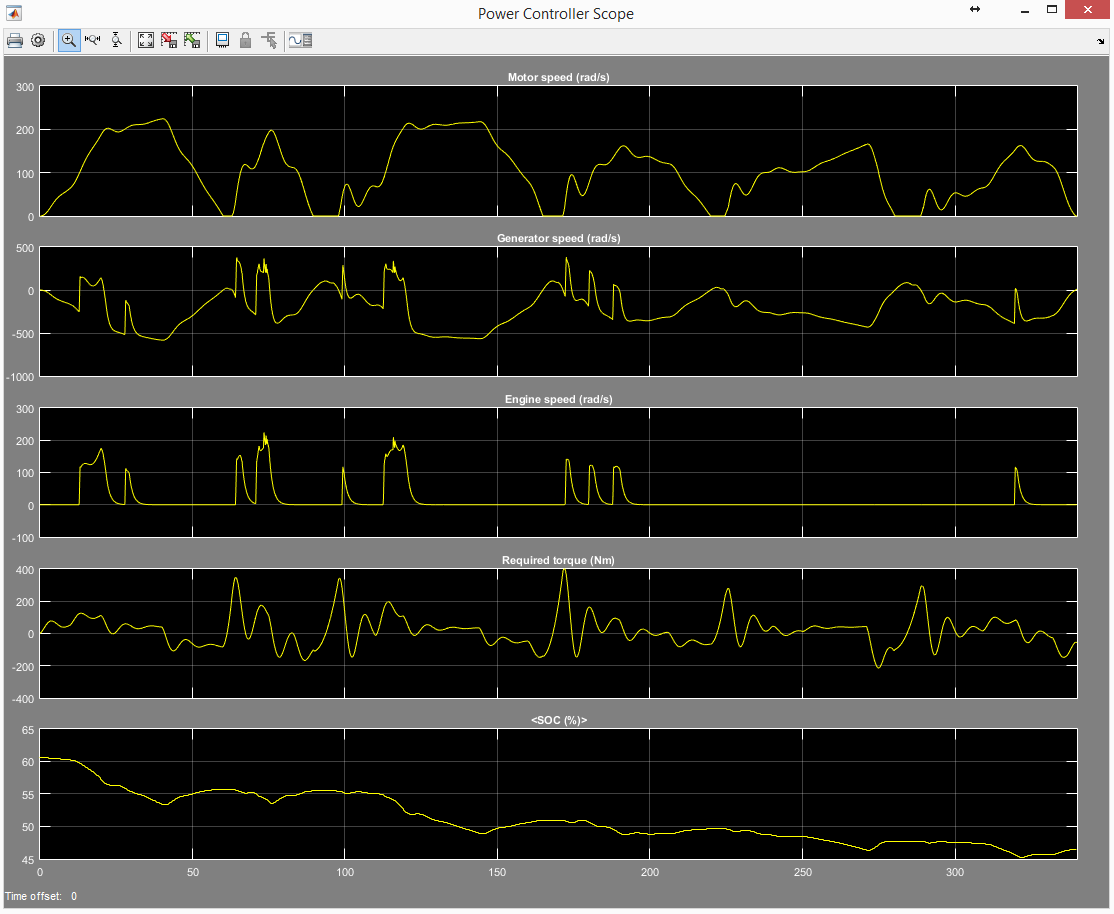 Power Controller Scope
Motor speed (rad/s)
300
200
100
0
Generator speed (rad/s)
500
0
-500
-1000
Engine speed (rad/s)
300
200
100
0
-100
Required torque (Nm)
400
200
0
-200
-400
<SOC (%)>
65
60
55
50
45
0 50 100 150 200 250 300
Time offset: 0